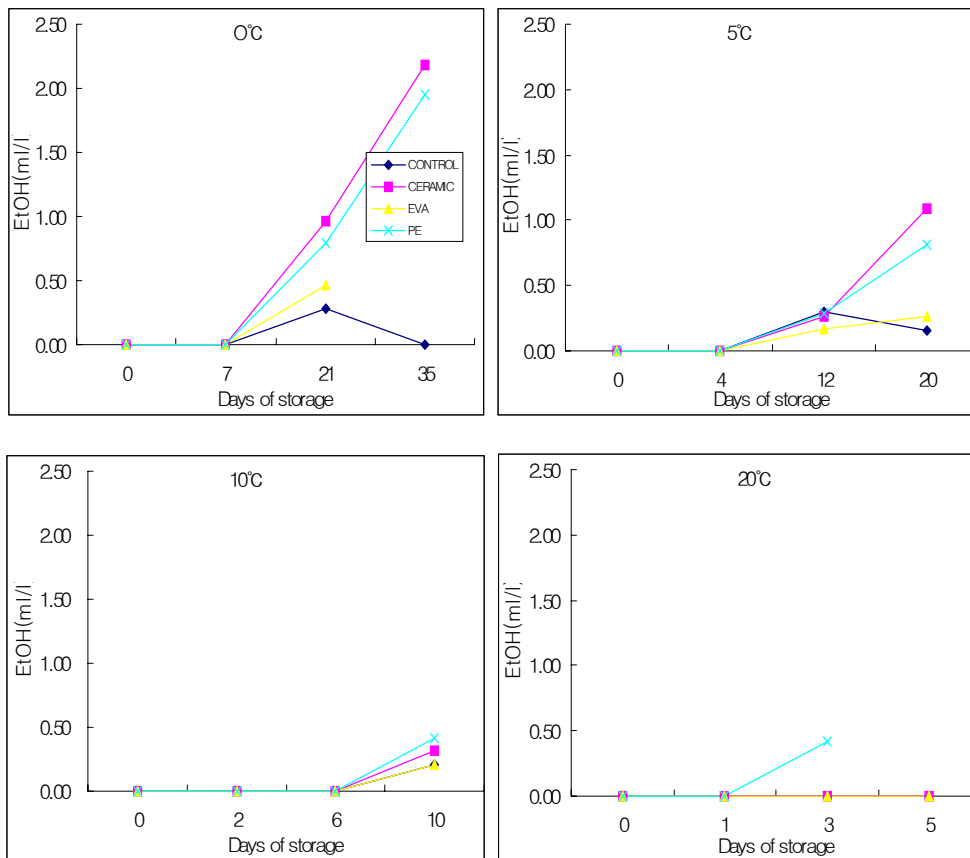 0℃
2.50
2.00
1.50
1.00
0.50
0.00
EtOH(ml/l)
CONTROL
CERAMIC
EVA
PE
0 7 21 35
Days of storage
5℃
2.50
2.00
1.50
1.00
0.50
0.00
EtOH(ml/l)
0 4 12 20
Days of storage
10℃
2.50
2.00
1.50
1.00
0.50
0.00
EtOH(ml/l)
0 2 6 10
Days of storage
20℃
2.50
2.00
1.50
1.00
0.50
0.00
EtOH(ml/l)
0 1 3 5
Days of storage